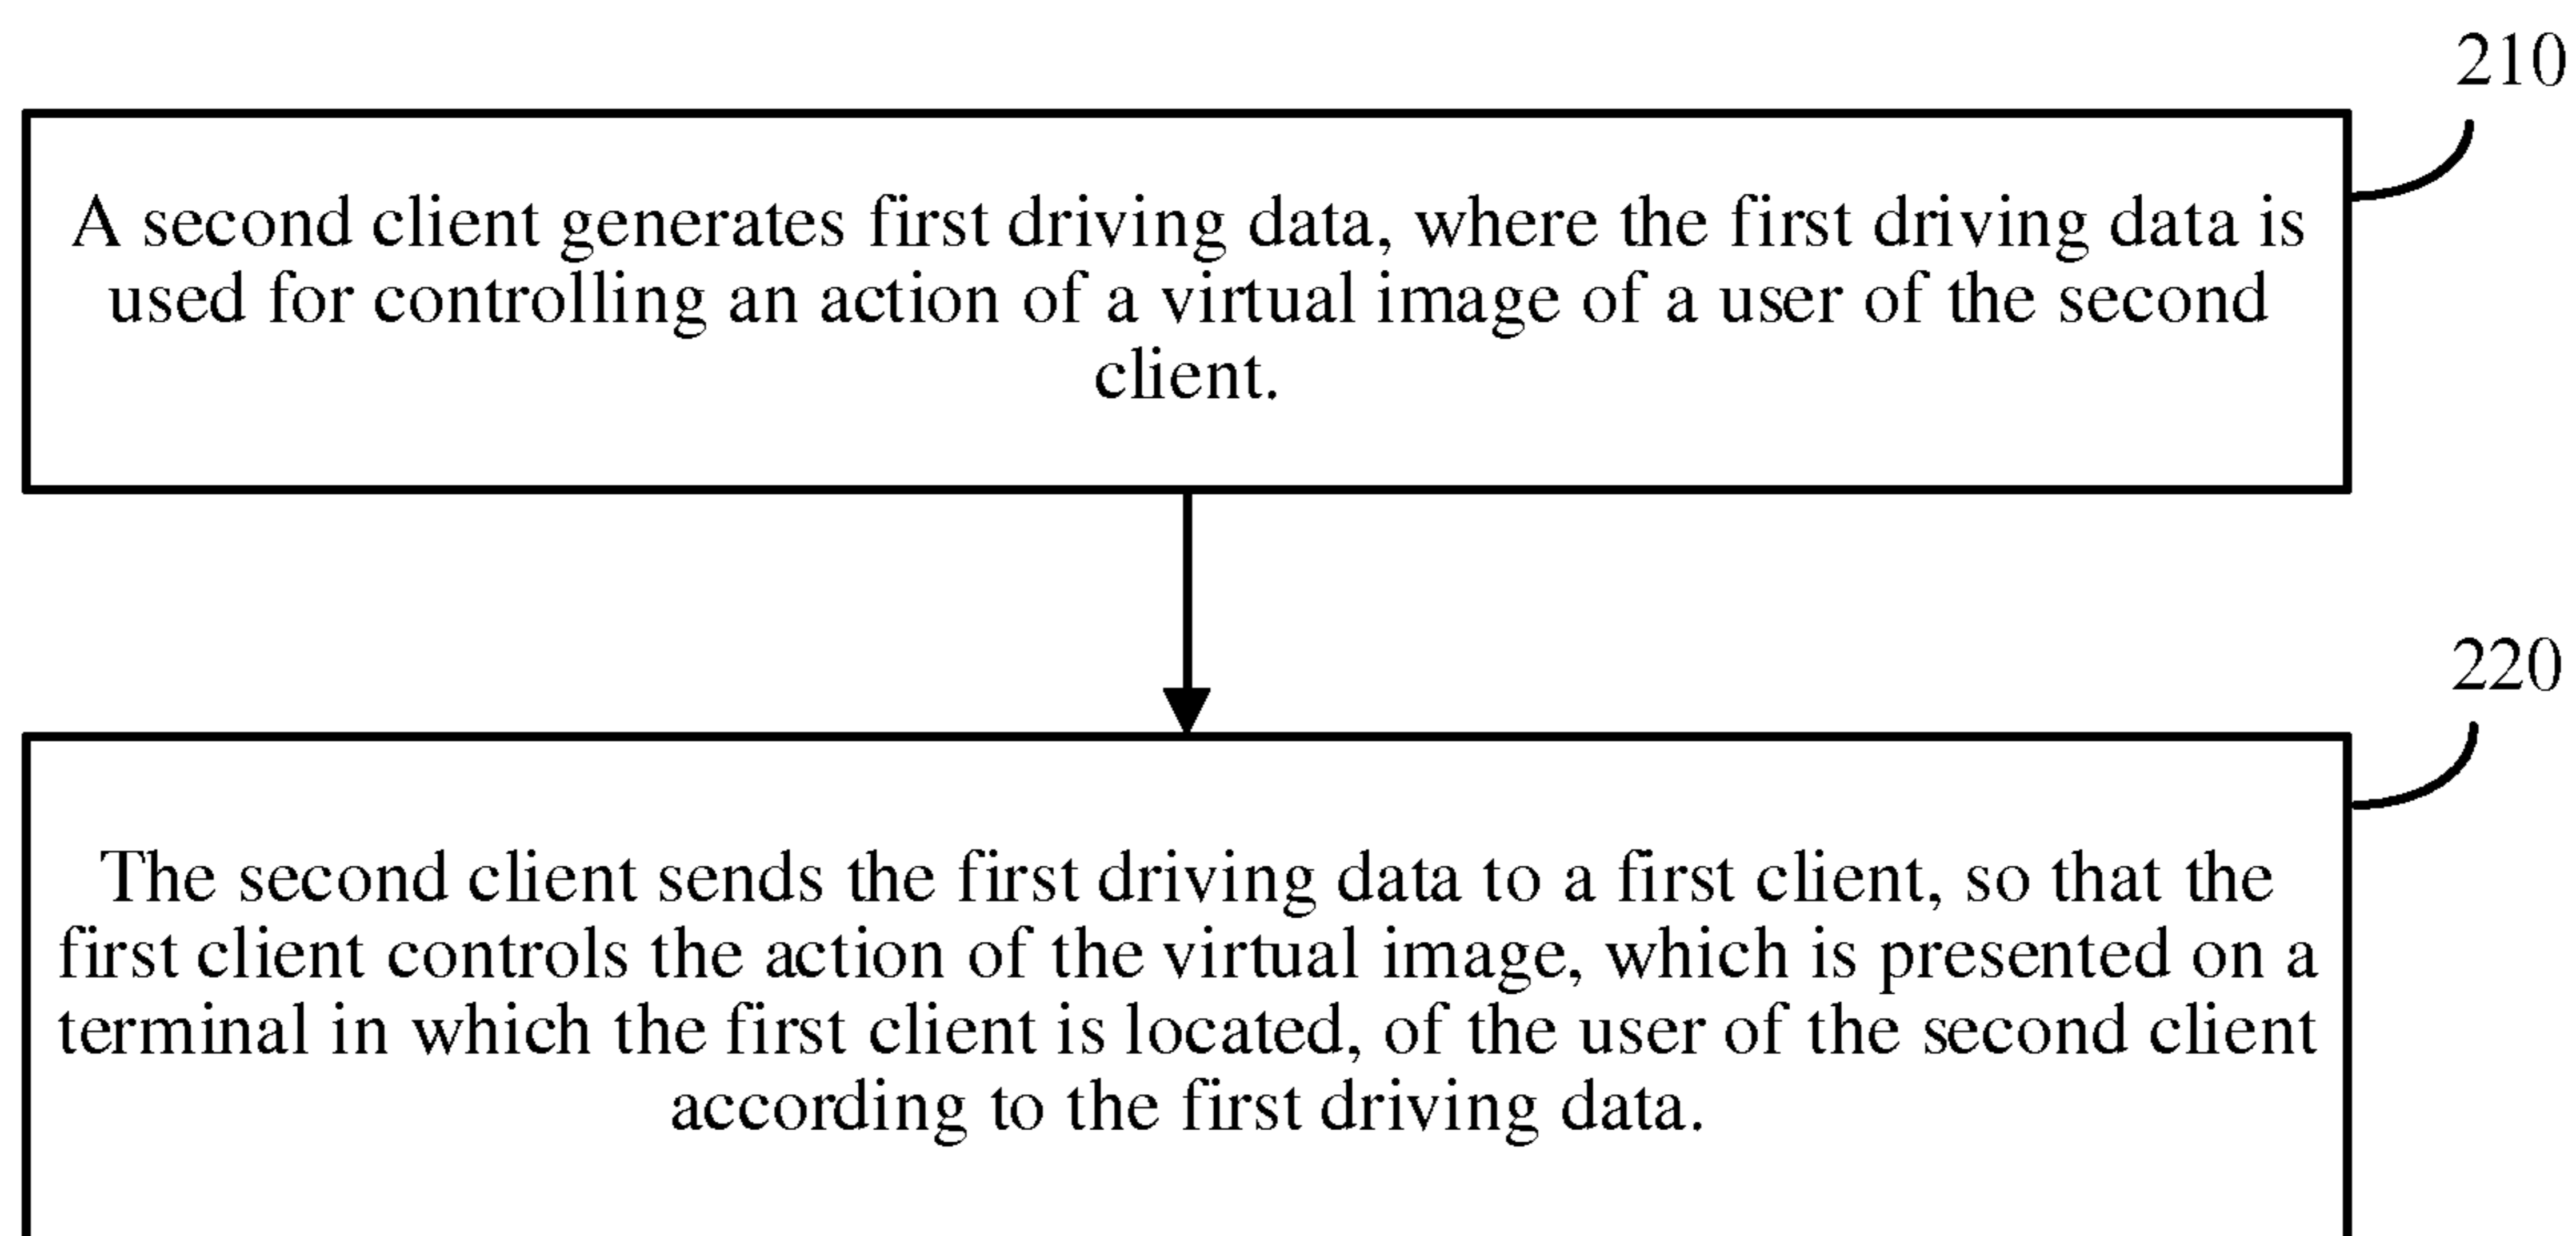 210
A second client generates first driving data, where the first driving data is
used for controlling an action of a virtual image of a user of the second
client.
220
The second client sends the first driving data to a first client, so that the
first client controls the action of the virtual image, which is presented on a
terminal in which the first client is located, of the user of the second client
according to the first driving data.